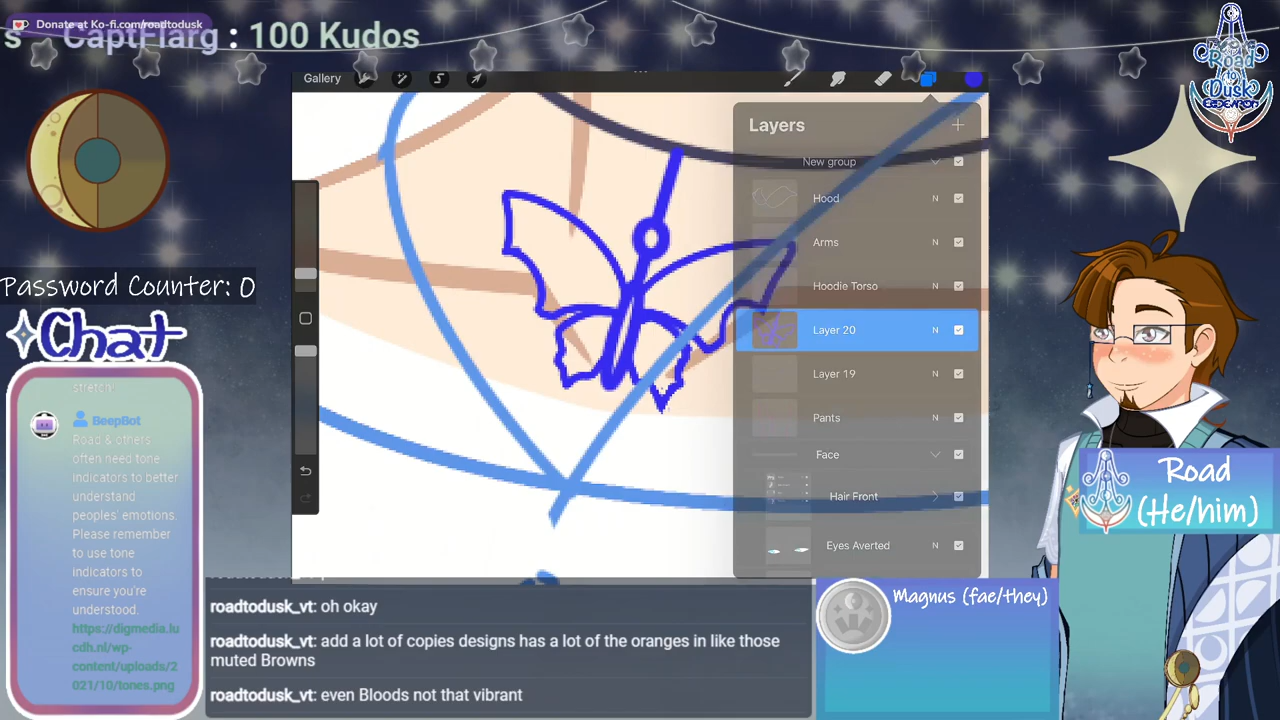 Donate at Ko-fi.com/roadtodusk
s CaptFlarg : 100 Kudos
Road
to
Dusk
Gallery
Layers
New group
Hood N
Arms N
Hoodie Torso N
Layer 20 N
Layer 19 N
Pants N
Face
Hair Front
Eyes Averted N
Password Counter: 0
Chat
stretch!
BeepBot
Road & others
often need tone
indicators to better
understand
peoples' emotions.
Please remember
to use tone
indicators to
ensure you're
understood.
https://digmedia.lu
cdh.nl/wp-
content/uploads/2
021/10/tones.png
roadtodusk_vt: oh okay
roadtodusk_vt: add a lot of copies designs has a lot of the oranges in like those
muted Browns
roadtodusk_vt: even Bloods not that vibrant
Road
(He/him)
Magnus (fae/they)